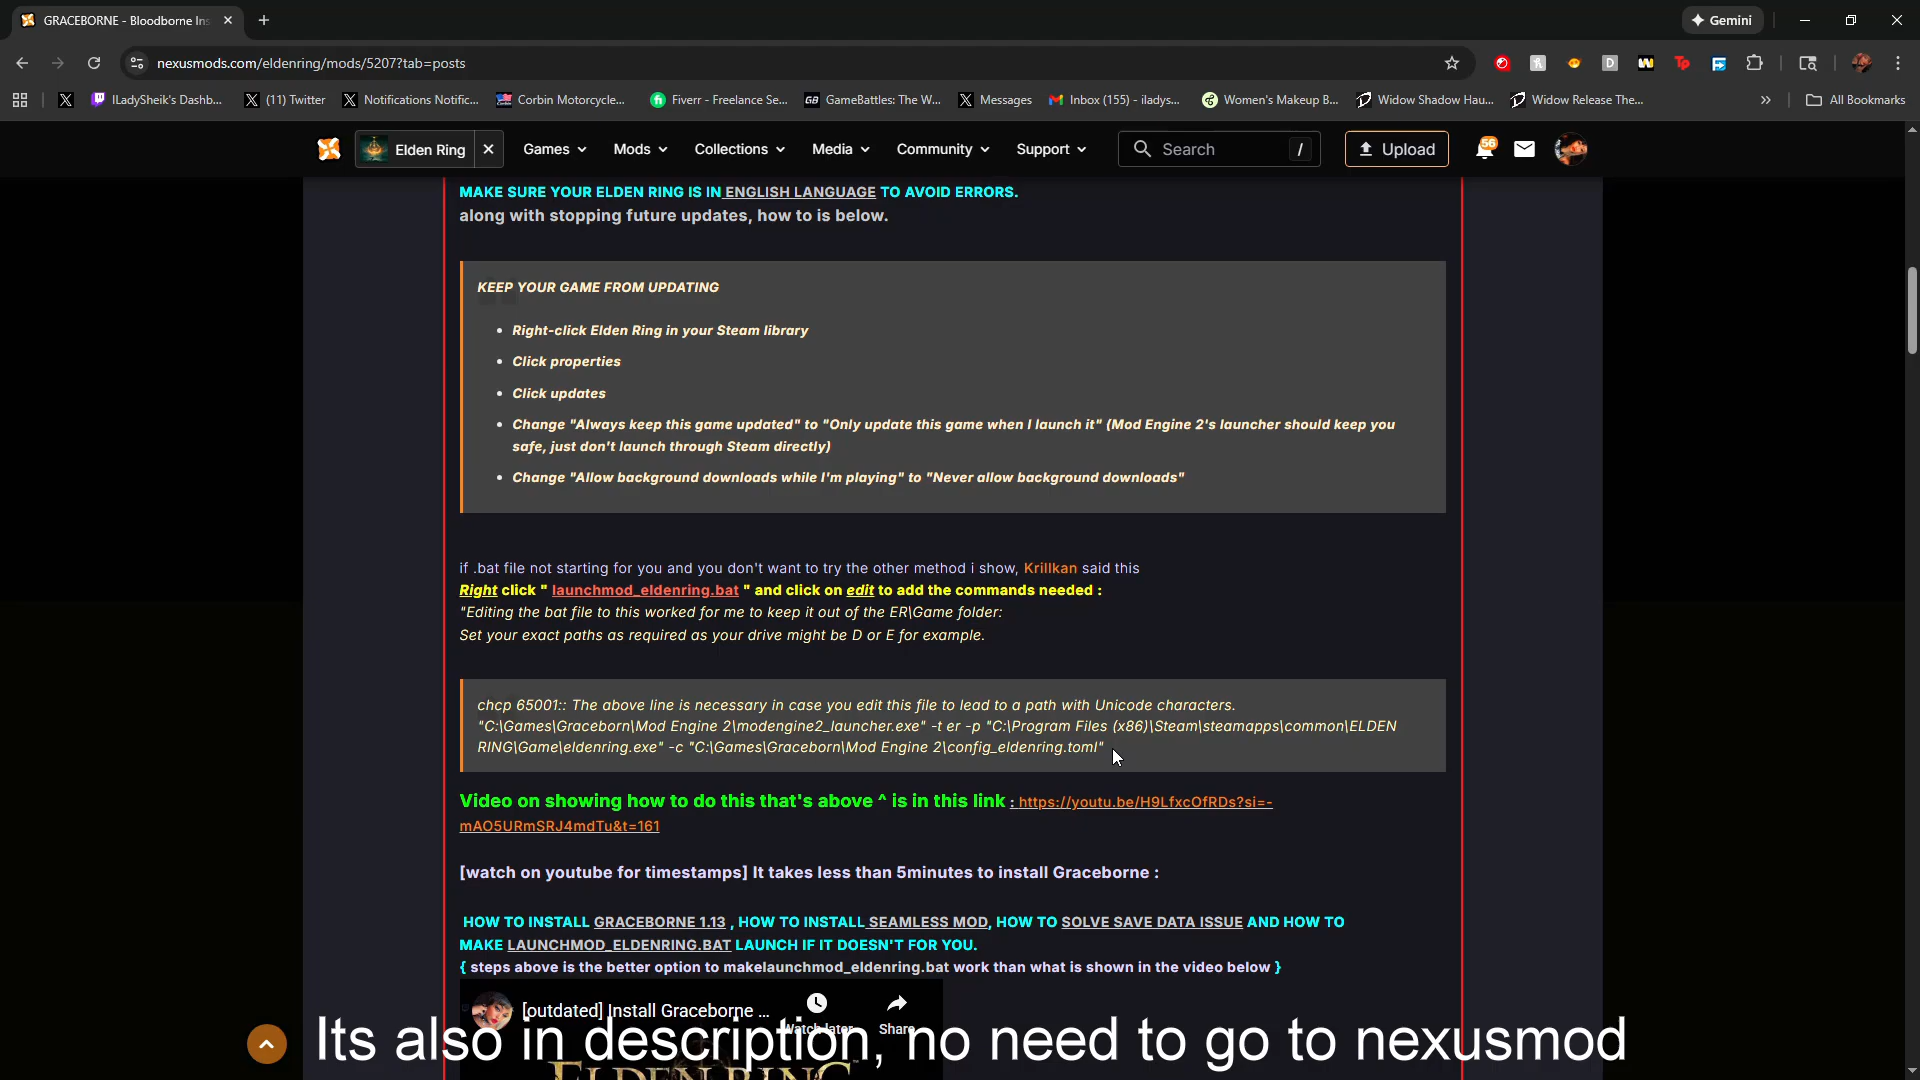 GRACEBORNE - Bloodborne Ins
Gemini
nexusmods.com/eldenring/mods/5207?tab=posts
ILadySheik's Dashb...
(11) Twitter
Notifications Notific...
Corbin Motorcycle...
Fiverr - Freelance Se...
GameBattles: The W...
Messages
Inbox (155) - iladys...
Women's Makeup B...
Widow Shadow Hau...
Widow Release The...
All Bookmarks
Elden Ring
Games
Mods
Collections
Media
Community
Support
Search /
Upload
56
MAKE SURE YOUR ELDEN RING IS IN ENGLISH LANGUAGE TO AVOID ERRORS.
along with stopping future updates, how to is below.
KEEP YOUR GAME FROM UPDATING
• Right-click Elden Ring in your Steam library
• Click properties
• Click updates
• Change "Always keep this game updated" to "Only update this game when I launch it" (Mod Engine 2's launcher should keep you
safe, just don't launch through Steam directly)
• Change "Allow background downloads while I'm playing" to "Never allow background downloads"
if .bat file not starting for you and you don't want to try the other method i show, Krillkan said this
Right click " launchmod_eldenring.bat " and click on edit to add the commands needed :
"Editing the bat file to this worked for me to keep it out of the ER\Game folder:
Set your exact paths as required as your drive might be D or E for example.
chcp 65001:: The above line is necessary in case you edit this file to lead to a path with Unicode characters.
"C:\Games\Graceborn\Mod Engine 2\modengine2_launcher.exe" -t er -p "C:\Program Files (x86)\Steam\steamapps\common\ELDEN
RING\Game\eldenring.exe" -c "C:\Games\Graceborn\Mod Engine 2\config_eldenring.toml"
Video on showing how to do this that's above ^ is in this link : https://youtu.be/H9LfxcOfRDs?si=-
mAO5URmSRJ4mdTu&t=161
[watch on youtube for timestamps] It takes less than 5minutes to install Graceborne :
HOW TO INSTALL GRACEBORNE 1.13 , HOW TO INSTALL SEAMLESS MOD, HOW TO SOLVE SAVE DATA ISSUE AND HOW TO
MAKE LAUNCHMOD_ELDENRING.BAT LAUNCH IF IT DOESN'T FOR YOU.
{ steps above is the better option to makelaunchmod_eldenring.bat work than what is shown in the video below }
[outdated] Install Graceborne ...
Watch later
Share
Its also in description, no need to go to nexusmod
ELDEN RING